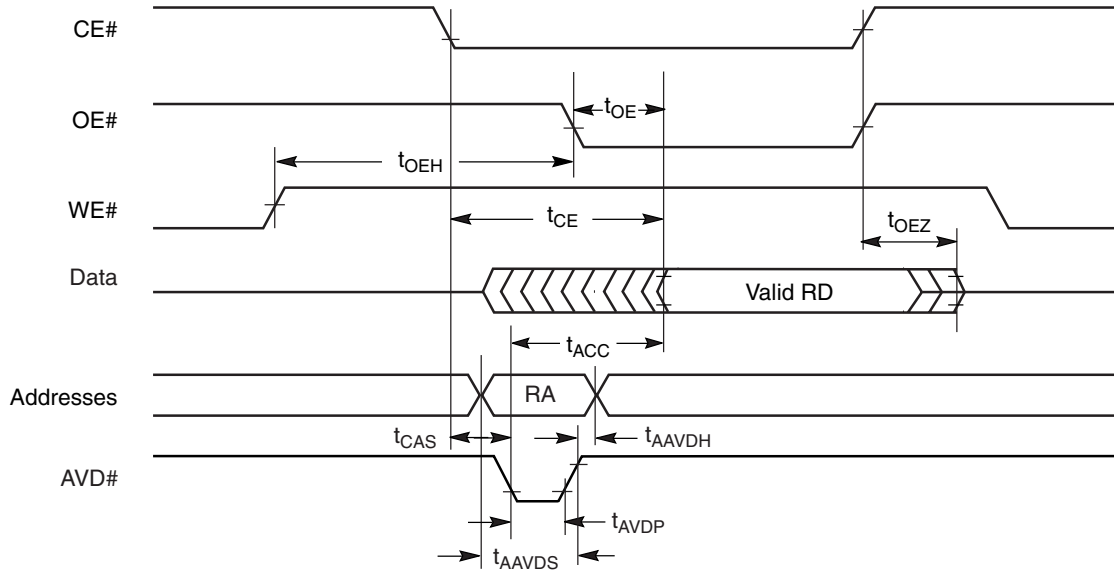 CE#
OE#
tOE
tOEH
WE#
tCE
tOEZ
Data
Valid RD
tACC
Addresses
RA
tCAS
tAAVDH
AVD#
tAVDP
tAAVDS